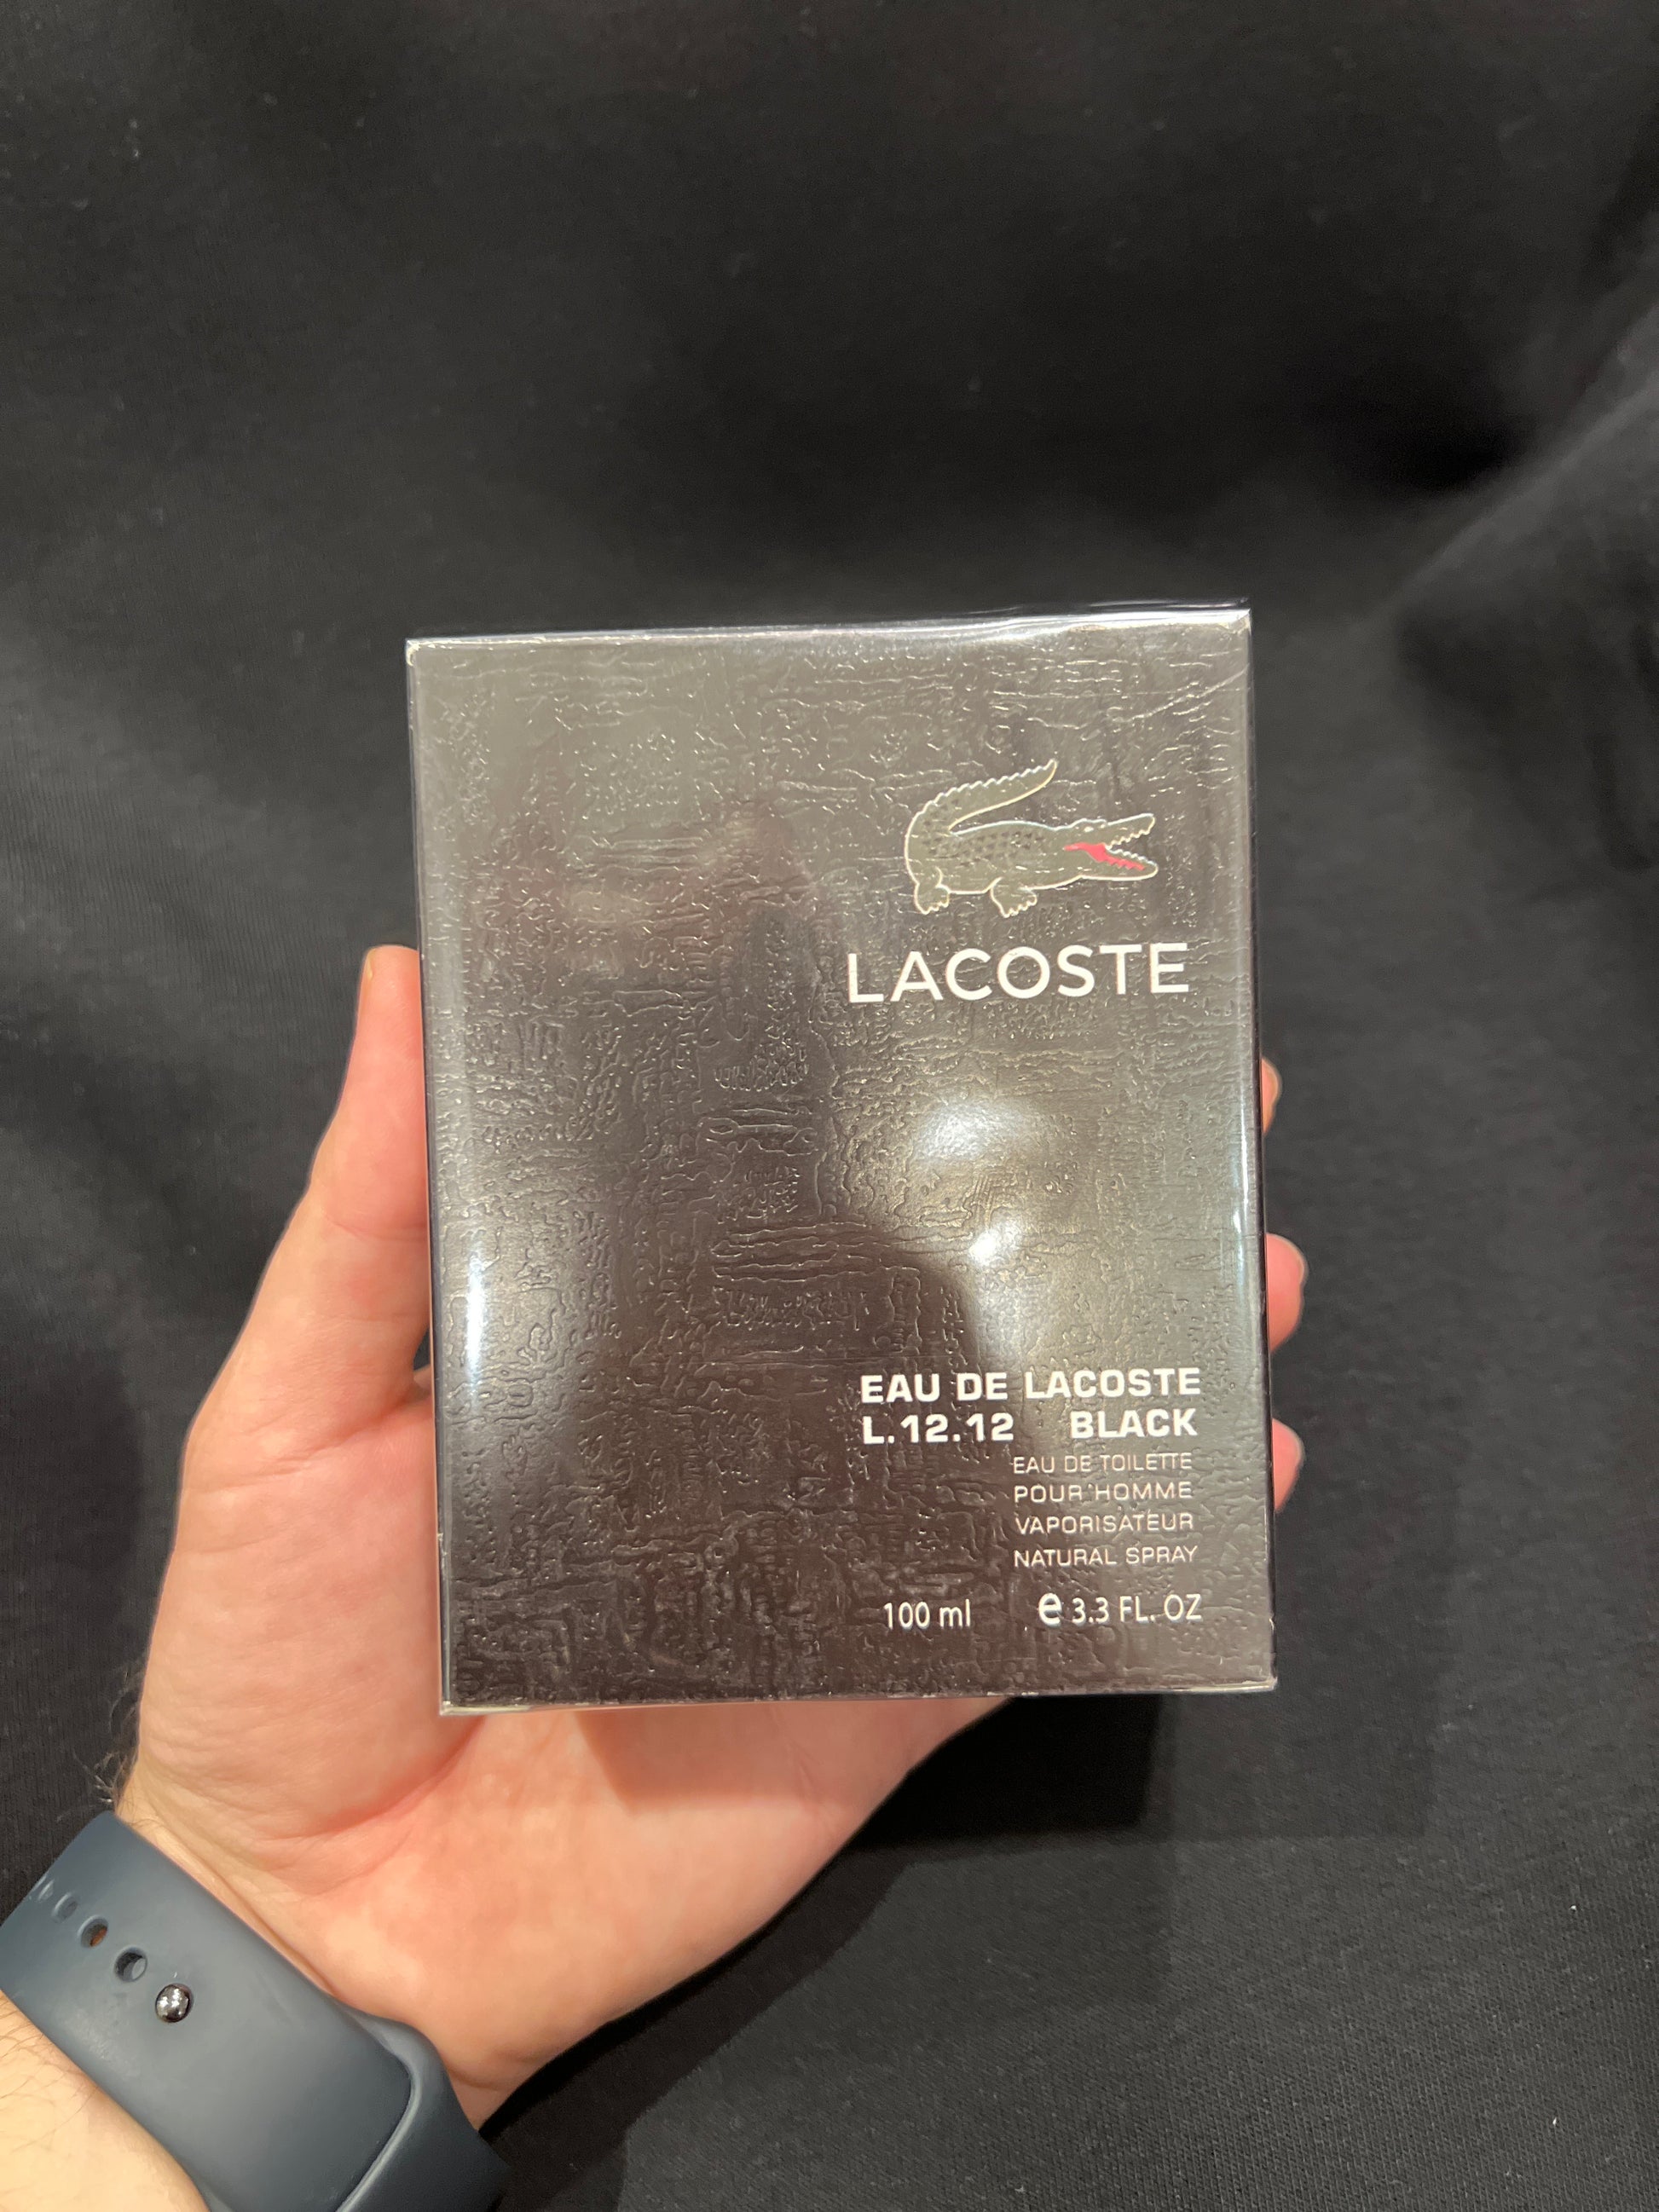 LACOSTE
EAU DE LACOSTE
L.12.12 BLACK
EAU DE TOILETTE
POUR HOMME
VAPORISATEUR
NATURAL SPRAY
100 ml e 3.3 FL. OZ